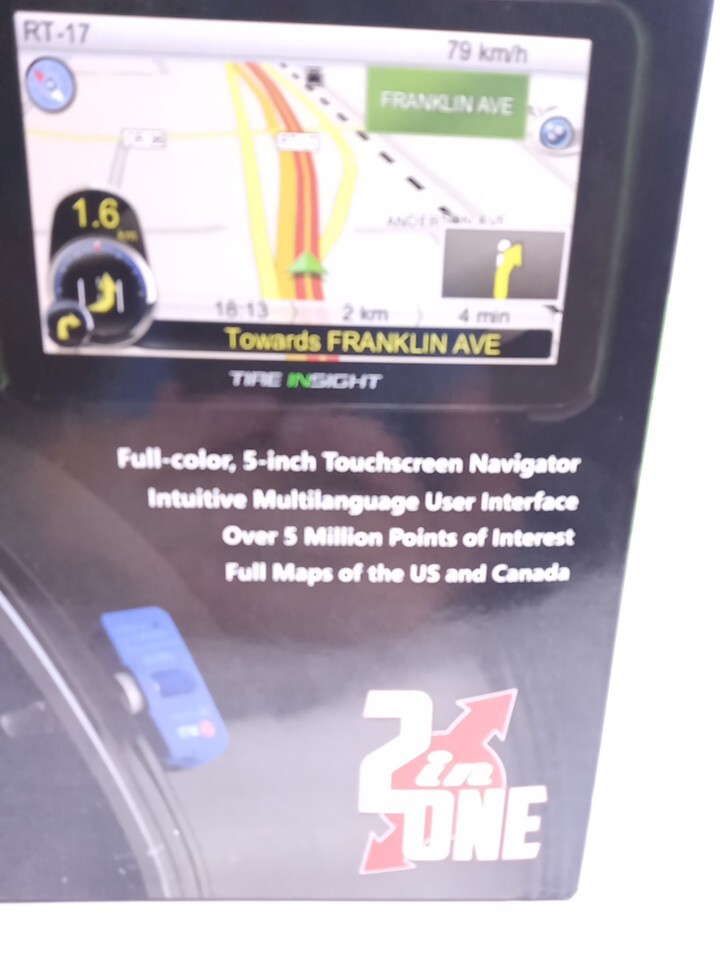 RT-17
79 km/h
FRANKLIN AVE
1.6
km
18:13
2 km
4 min
Towards FRANKLIN AVE
TIRE INSIGHT
Full-color, 5-inch Touchscreen Navigator
Intuitive Multilanguage User Interface
Over 5 Million Points of Interest
Full Maps of the US and Canada
2
in
ONE